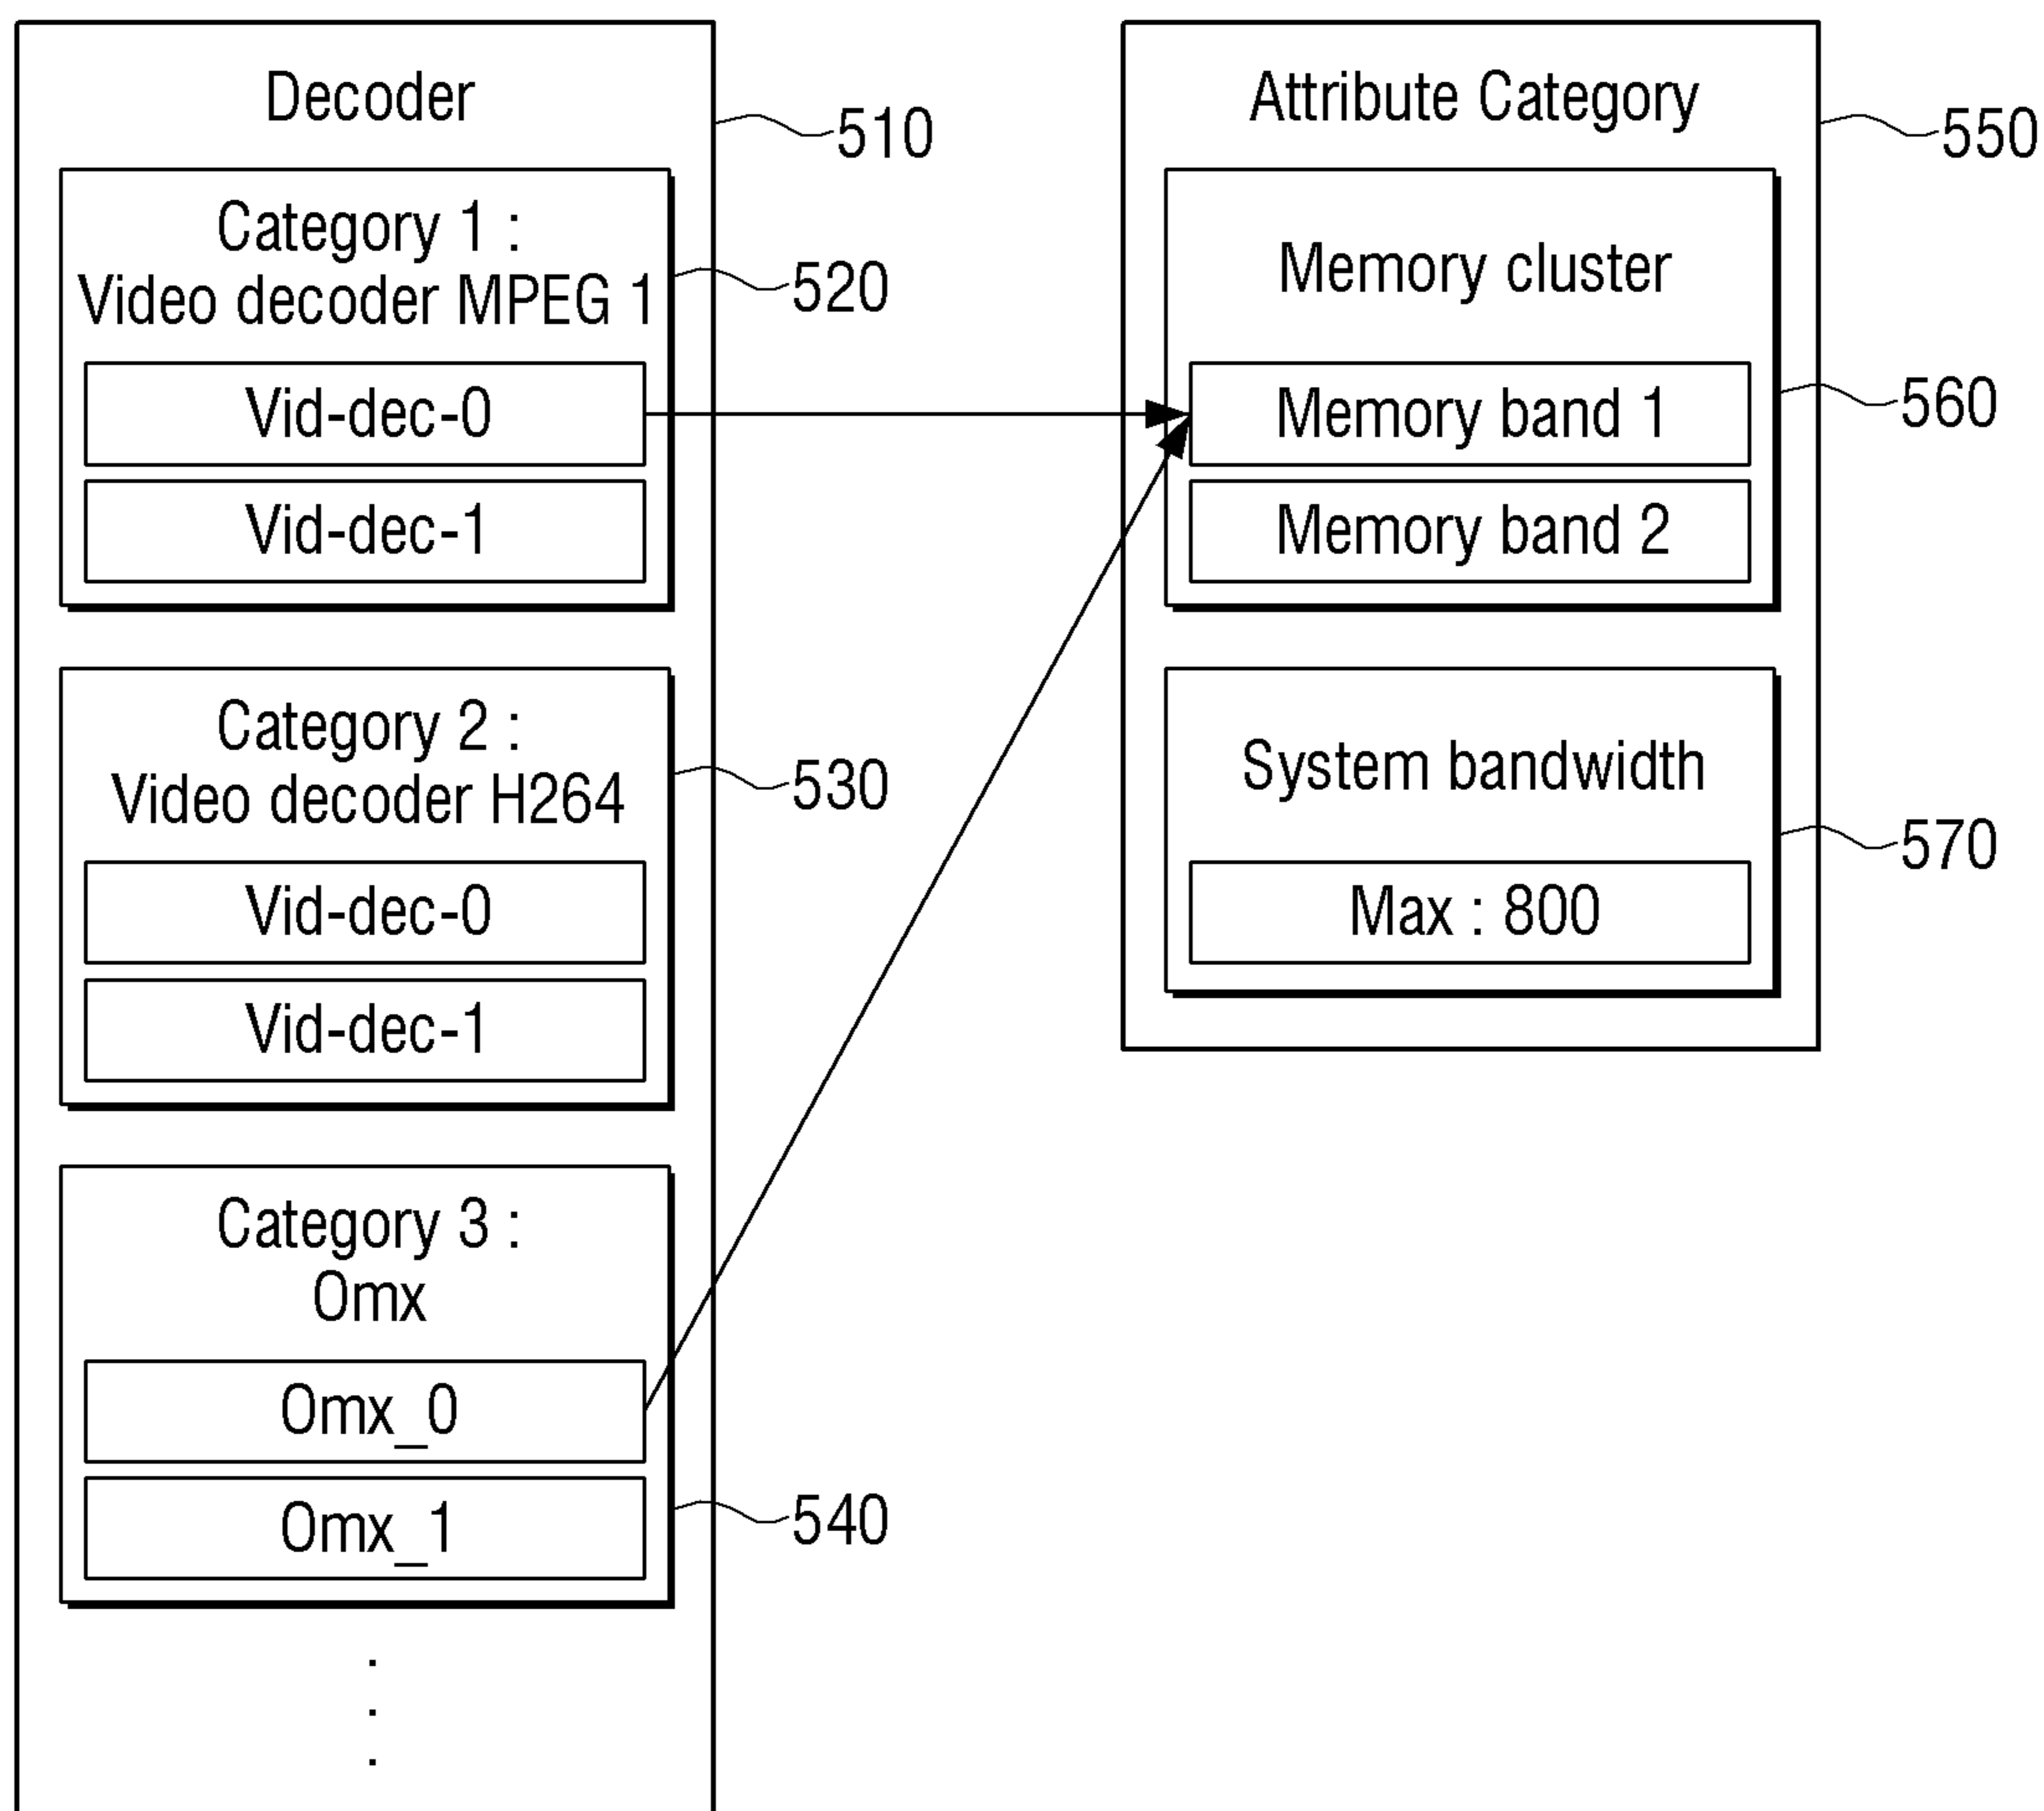 Decoder
510
Category 1 :
Video decoder MPEG 1
520
Vid-dec-0
Vid-dec-1
Category 2 :
Video decoder H264
530
Vid-dec-0
Vid-dec-1
Category 3 :
Omx
Omx_0
Omx_1
540
Attribute Category
550
Memory cluster
Memory band 1
560
Memory band 2
System bandwidth
570
Max : 800